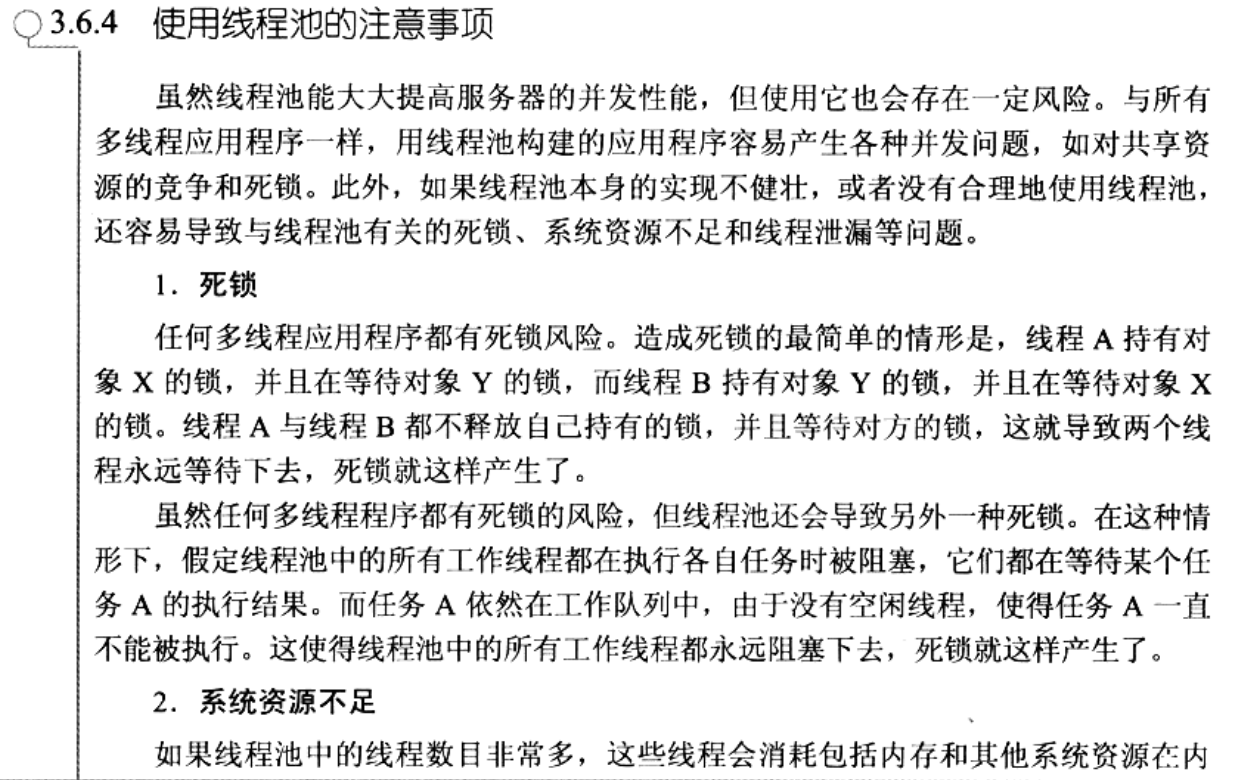 3.6.4 使用线程池的注意事项
虽然线程池能大大提高服务器的并发性能，但使用它也会存在一定风险。与所有
多线程应用程序一样，用线程池构建的应用程序容易产生各种并发问题，如对共享资
源的竞争和死锁。此外，如果线程池本身的实现不健壮，或者没有合理地使用线程池，
还容易导致与线程池有关的死锁、系统资源不足和线程泄漏等问题。
1．死锁
任何多线程应用程序都有死锁风险。造成死锁的最简单的情形是，线程 A 持有对
象 X 的锁，并且在等待对象 Y 的锁，而线程 B 持有对象 Y 的锁，并且在等待对象 X
的锁。线程 A 与线程 B 都不释放自己持有的锁，并且等待对方的锁，这就导致两个线
程永远等待下去，死锁就这样产生了。
虽然任何多线程程序都有死锁的风险，但线程池还会导致另外一种死锁。在这种情
形下，假定线程池中的所有工作线程都在执行各自任务时被阻塞，它们都在等待某个任
务 A 的执行结果。而任务 A 依然在工作队列中，由于没有空闲线程，使得任务 A 一直
不能被执行。这使得线程池中的所有工作线程都永远阻塞下去，死锁就这样产生了。
2．系统资源不足
如果线程池中的线程数目非常多，这些线程会消耗包括内存和其他系统资源在内